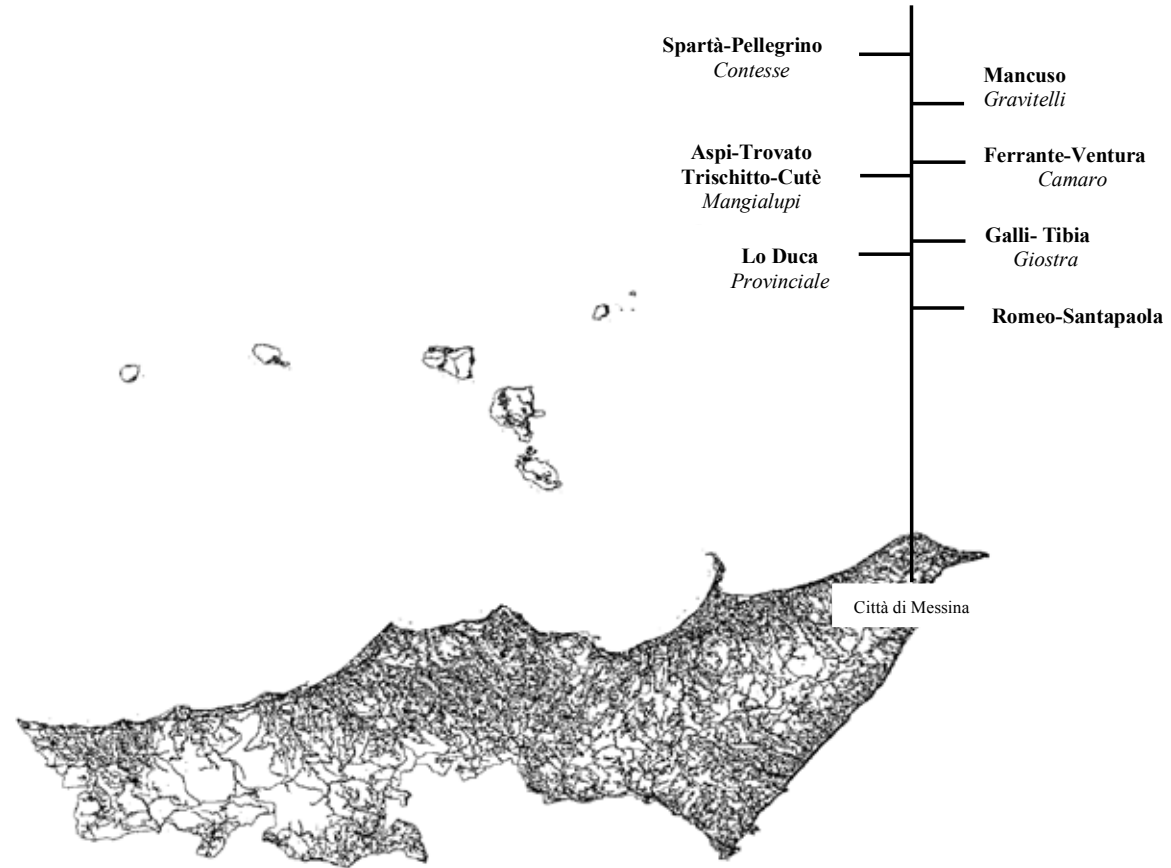 Spartà-Pellegrino
Contesse
Mancuso
Gravitelli
Aspi-Trovato
Trischitto-Cutè
Mangialupi
Ferrante-Ventura
Camaro
Galli- Tibia
Giostra
Lo Duca
Provinciale
Romeo-Santapaola
Città di Messina